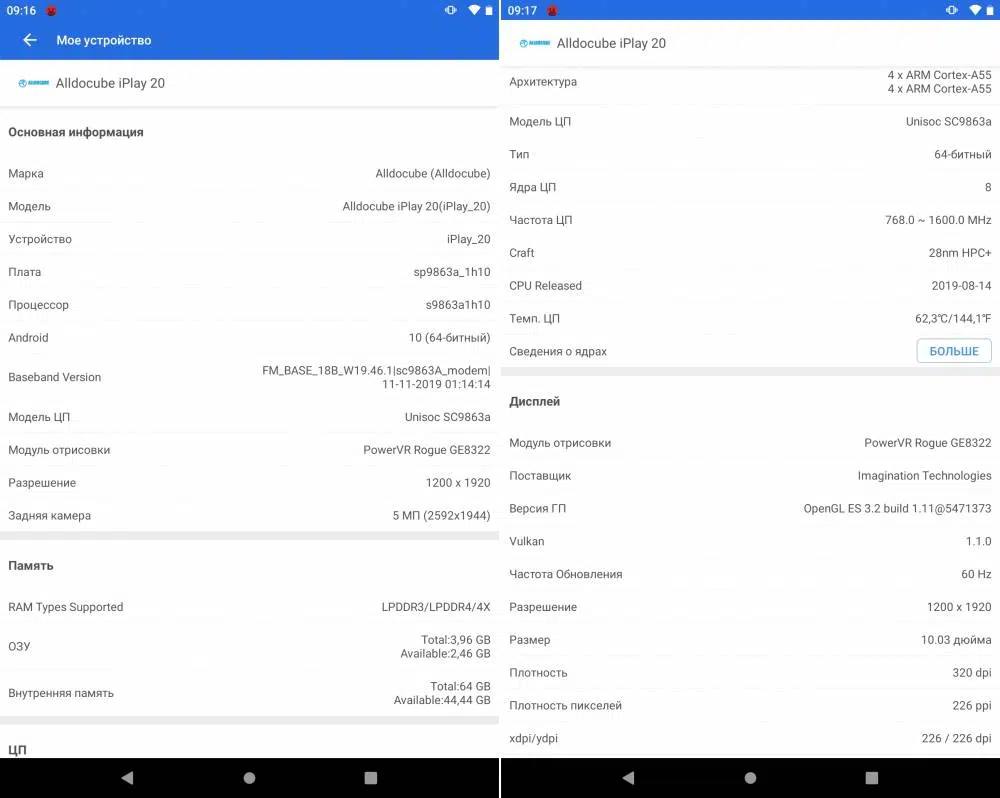 09:16
Мое устройство
ALLDOCUBE Alldocube iPlay 20
Основная информация
Марка Alldocube (Alldocube)
Модель Alldocube iPlay 20(iPlay_20)
Устройство iPlay_20
Плата sp9863a_1h10
Процессор s9863a1h10
Android 10 (64-битный)
Baseband Version FM_BASE_18B_W19.46.1|sc9863A_modem|
11-11-2019 01:14:14
Модель ЦП Unisoc SC9863a
Модуль отрисовки PowerVR Rogue GE8322
Разрешение 1200 x 1920
Задняя камера 5 МП (2592x1944)
Память
RAM Types Supported LPDDR3/LPDDR4/4X
ОЗУ Total:3,96 GB
Available:2,46 GB
Внутренняя память Total:64 GB
Available:44,44 GB
ЦП
09:17
ALLDOCUBE Alldocube iPlay 20
Архитектура 4 x ARM Cortex-A55
4 x ARM Cortex-A55
Модель ЦП Unisoc SC9863a
Тип 64-битный
Ядра ЦП 8
Частота ЦП 768.0 ~ 1600.0 MHz
Craft 28nm HPC+
CPU Released 2019-08-14
Темп. ЦП 62,3°C/144,1°F
Сведения о ядрах БОЛЬШЕ
Дисплей
Модуль отрисовки PowerVR Rogue GE8322
Поставщик Imagination Technologies
Версия ГП OpenGL ES 3.2 build 1.11@5471373
Vulkan 1.1.0
Частота Обновления 60 Hz
Разрешение 1200 x 1920
Размер 10.03 дюйма
Плотность 320 dpi
Плотность пикселей 226 ppi
xdpi/ydpi 226 / 226 dpi